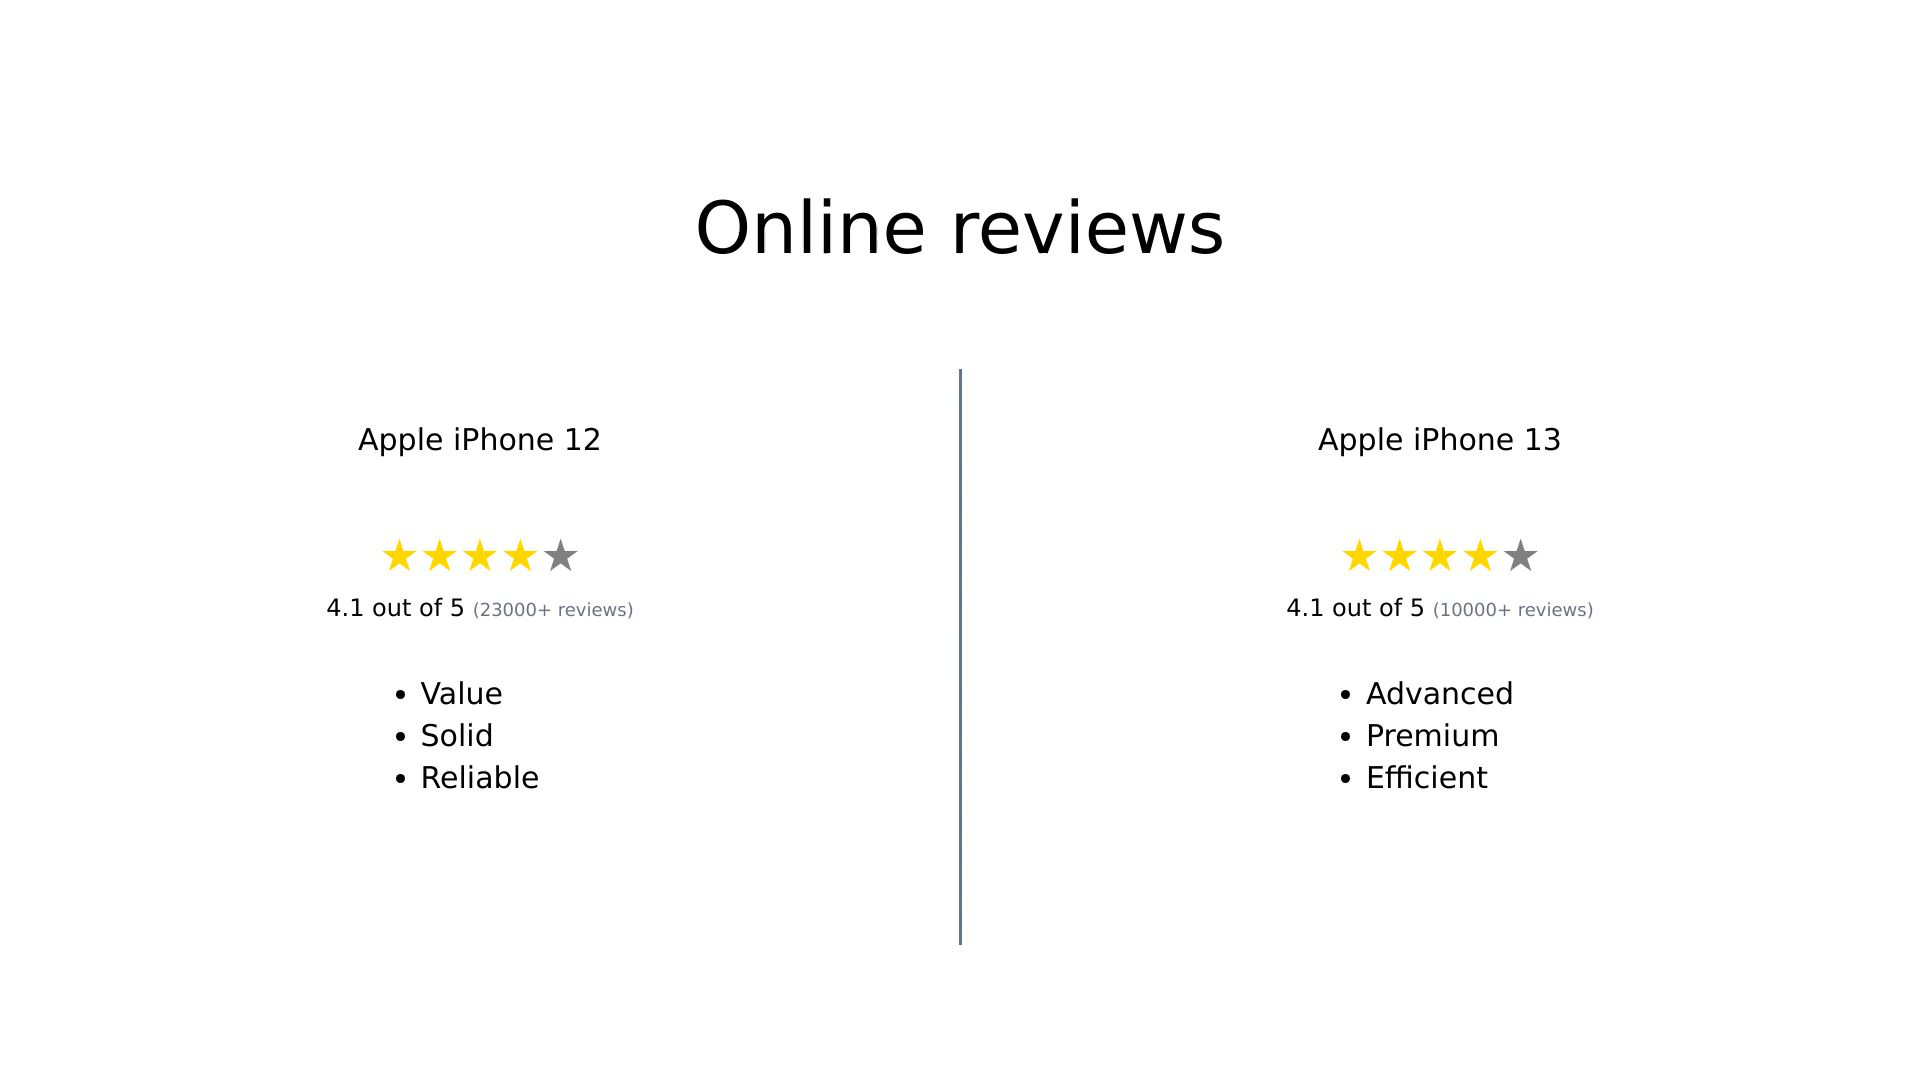 Online reviews
Apple iPhone 12
★★★★★
4.1 out of 5 (23000+ reviews)
• Value
• Solid
• Reliable
Apple iPhone 13
★★★★★
4.1 out of 5 (10000+ reviews)
• Advanced
• Premium
• Efficient